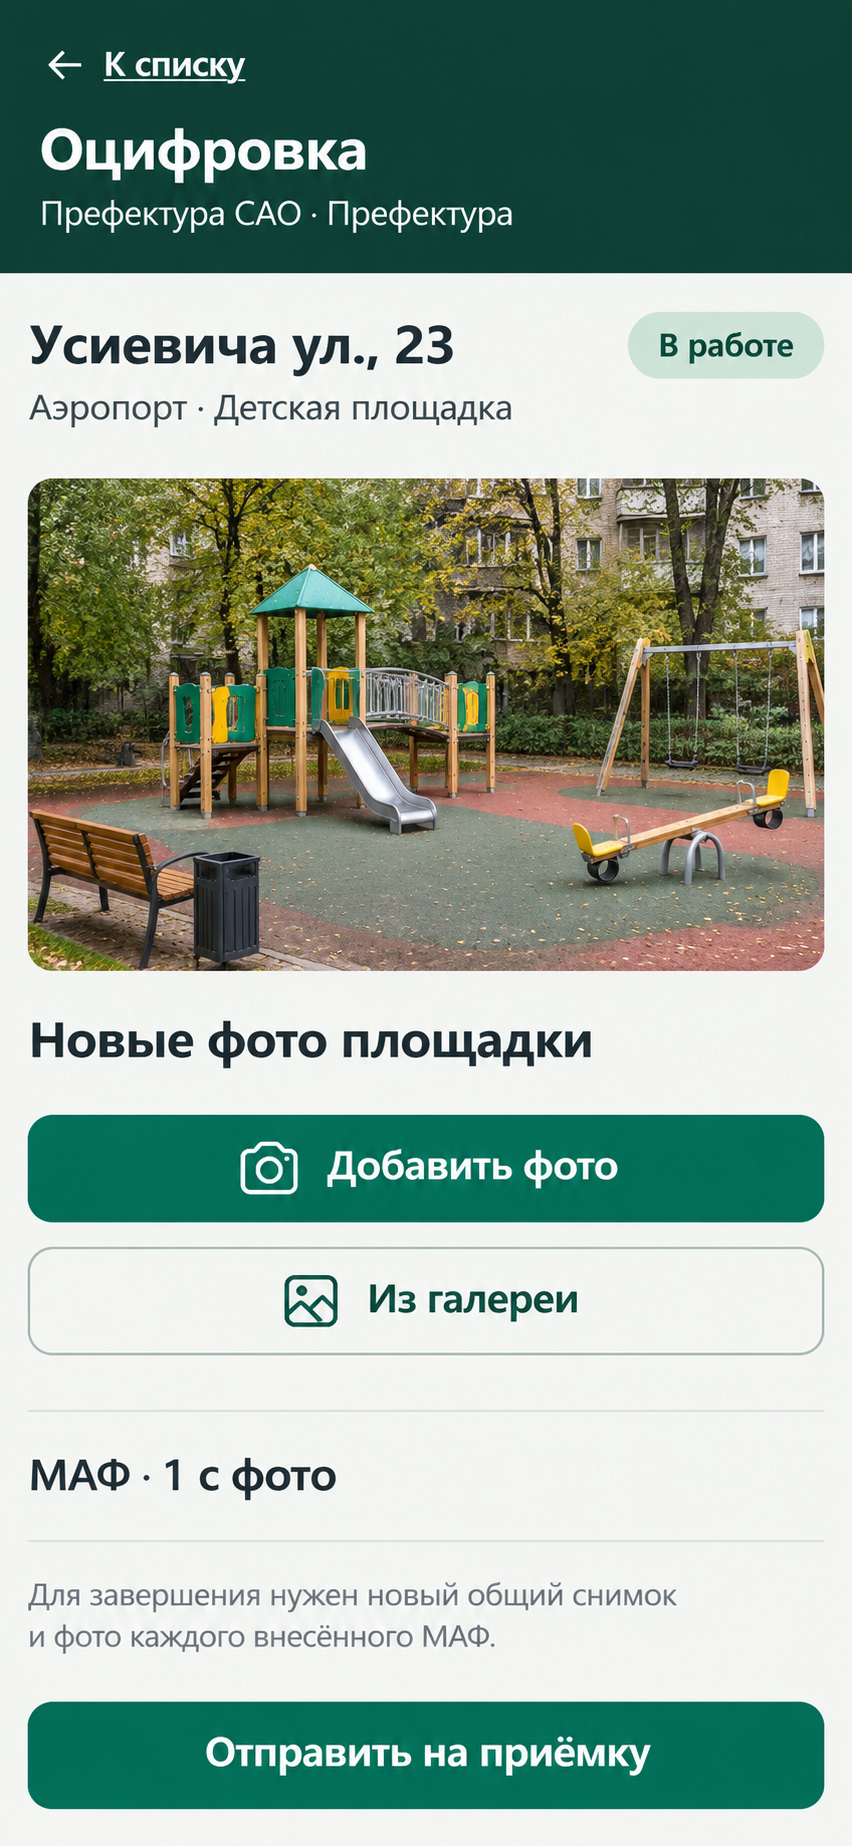 К списку
Оцифровка
Префектура САО · Префектура
Усиевича ул., 23
В работе
Аэропорт · Детская площадка
Новые фото площадки
Добавить фото
Из галереи
МАФ · 1 с фото
Для завершения нужен новый общий снимок
и фото каждого внесённого МАФ.
Отправить на приёмку